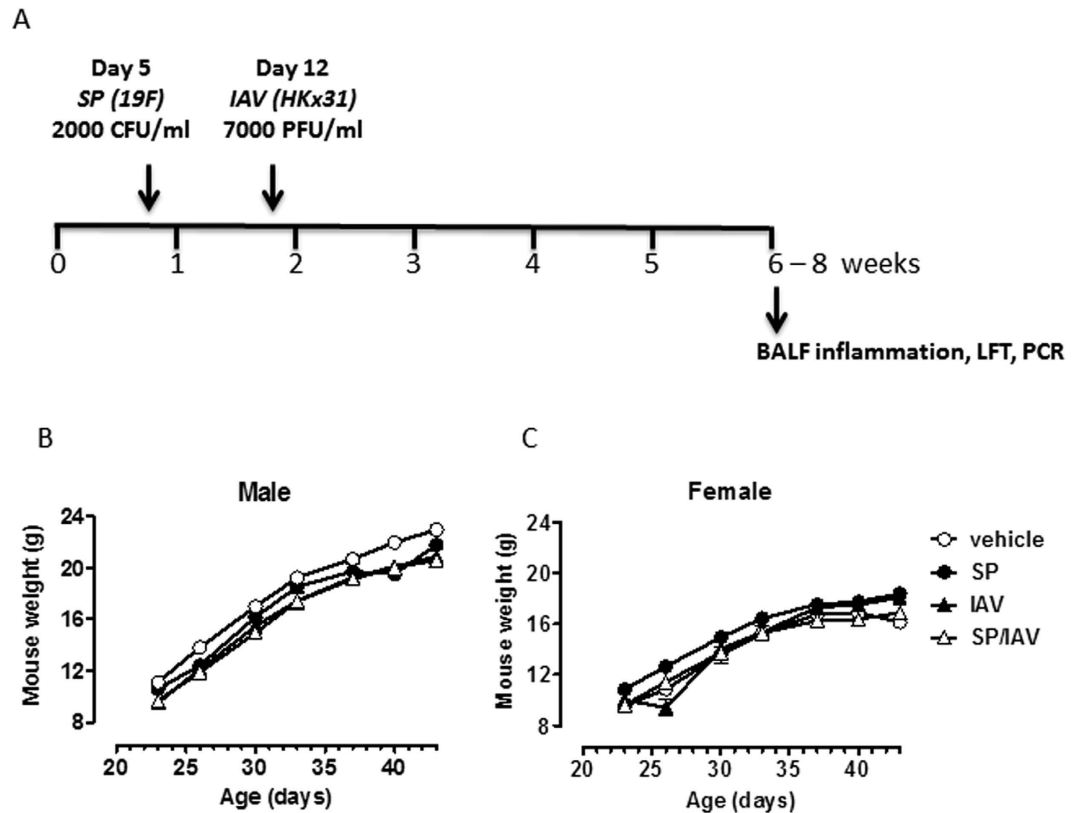 A
Day 5
SP (19F)
2000 CFU/ml
Day 12
IAV (HKx31)
7000 PFU/ml
0 1 2 3 4 5 6 – 8 weeks
BALF inflammation, LFT, PCR
B
Male
Mouse weight (g)
24
20
16
12
8
20 25 30 35 40
Age (days)
C
Female
Mouse weight (g)
24
20
16
12
8
20 25 30 35 40
Age (days)
vehicle
SP
IAV
SP/IAV